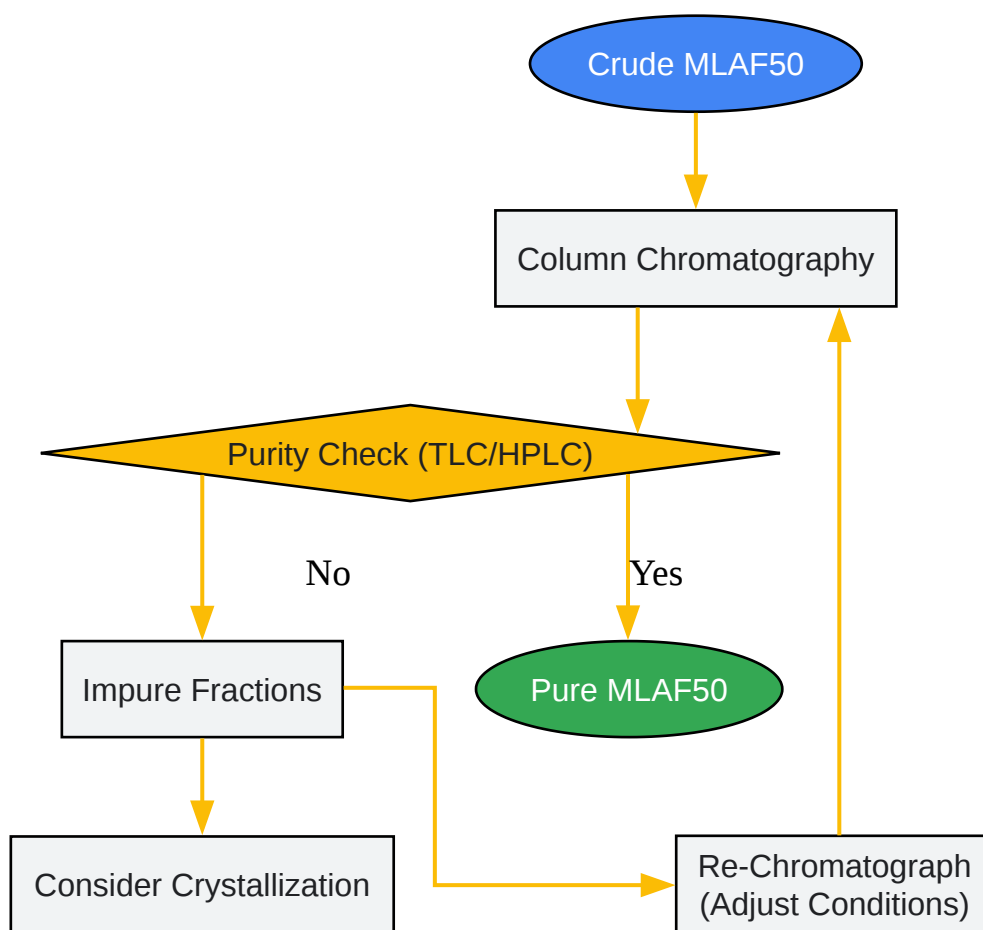 Crude MLAF50
Column Chromatography
Purity Check (TLC/HPLC)
No
Yes
Impure Fractions
Pure MLAF50
Consider Crystallization
Re-Chromatograph
(Adjust Conditions)